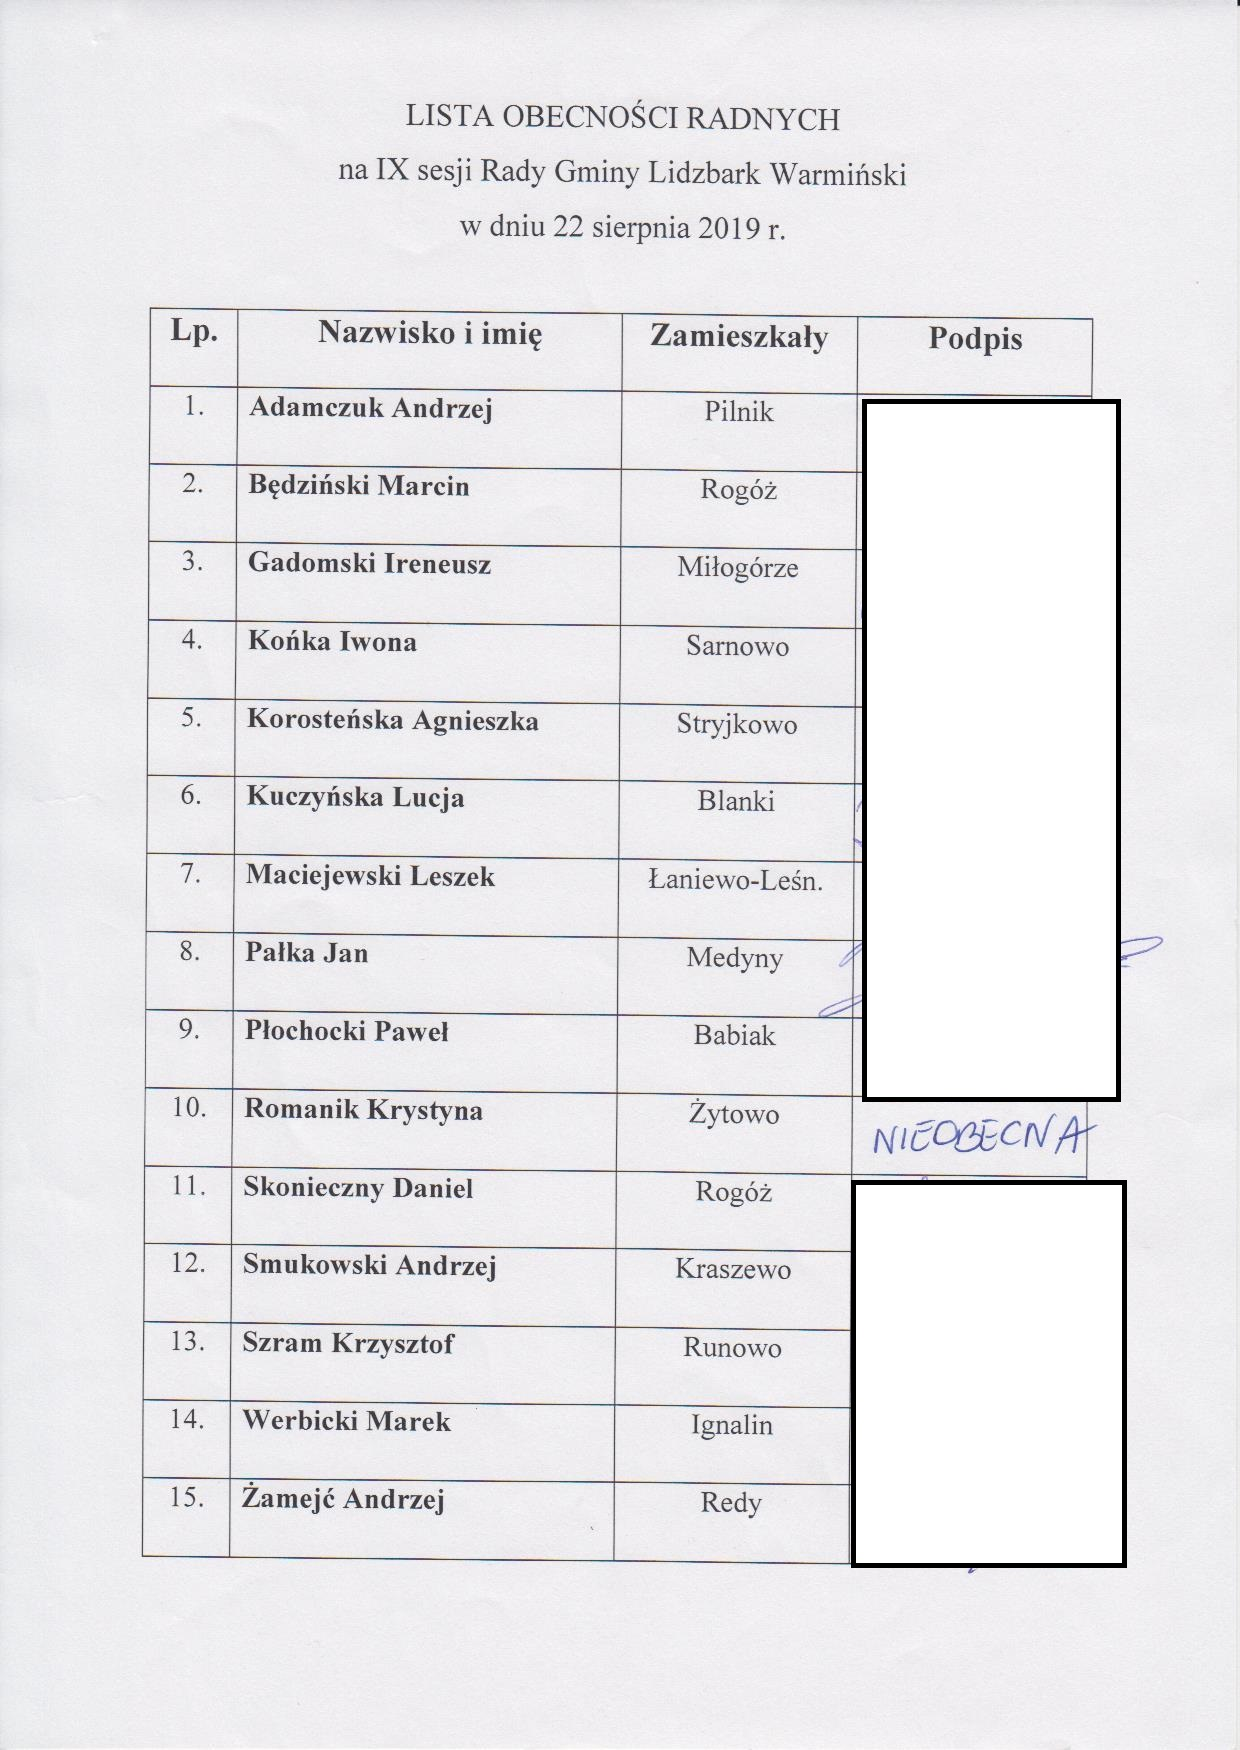 LISTA OBECNOŚCI RADNYCH
na IX sesji Rady Gminy Lidzbark Warmiński
w dniu 22 sierpnia 2019 r.
Lp. Nazwisko i imię Zamieszkały Podpis
1. Adamczuk Andrzej Pilnik
2. Będziński Marcin Rogóż
3. Gadomski Ireneusz Miłogórze
4. Końka Iwona Sarnowo
5. Korosteńska Agnieszka Stryjkowo
6. Kuczyńska Lucja Blanki
7. Maciejewski Leszek Łaniewo-Leśn.
8. Pałka Jan Medyny
9. Płochocki Paweł Babiak
10. Romanik Krystyna Żytowo NIEOBECNA
11. Skonieczny Daniel Rogóż
12. Smukowski Andrzej Kraszewo
13. Szram Krzysztof Runowo
14. Werbicki Marek Ignalin
15. Żamejć Andrzej Redy